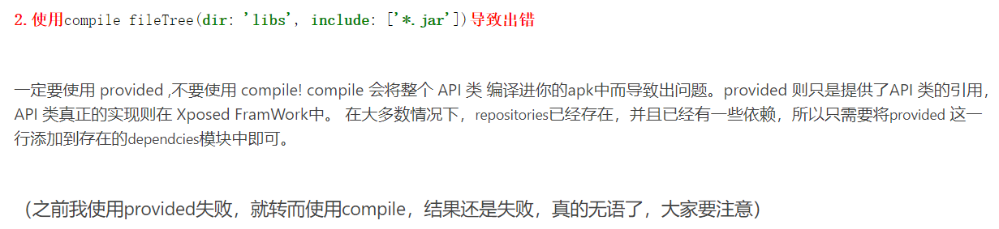 2.使用compile fileTree(dir: 'libs', include: ['*.jar'])导致出错
一定要使用 provided ,不要使用 compile! compile 会将整个 API 类 编译进你的apk中而导致出问题。provided 则只是提供了API 类的引用，
API 类真正的实现则在 Xposed FramWork中。 在大多数情况下，repositories已经存在，并且已经有一些依赖，所以只需要将provided 这一
行添加到存在的dependcies模块中即可。
（之前我使用provided失败，就转而使用compile，结果还是失败，真的无语了，大家要注意）